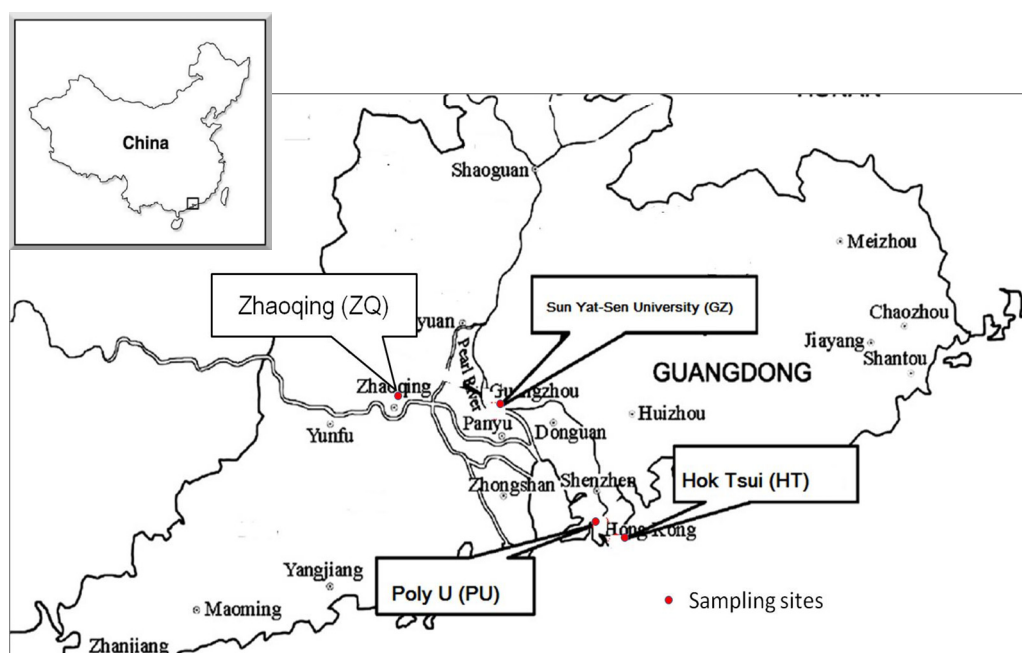 China
Shaoguan
Meizhou
Zhaoqing (ZQ)
Sun Yat-Sen University (GZ)
Chaozhou
yuan
Jiayang
Pearl River
Shantou
GUANGDONG
Zhaoqing
Guangzhou
Huizhou
Yunfu
Panyu
Donguan
Zhongshan
Shenzhen
Hok Tsui (HT)
Hong Kong
Yangjiang
Poly U (PU)
Sampling sites
Maoming
Zhanjiang